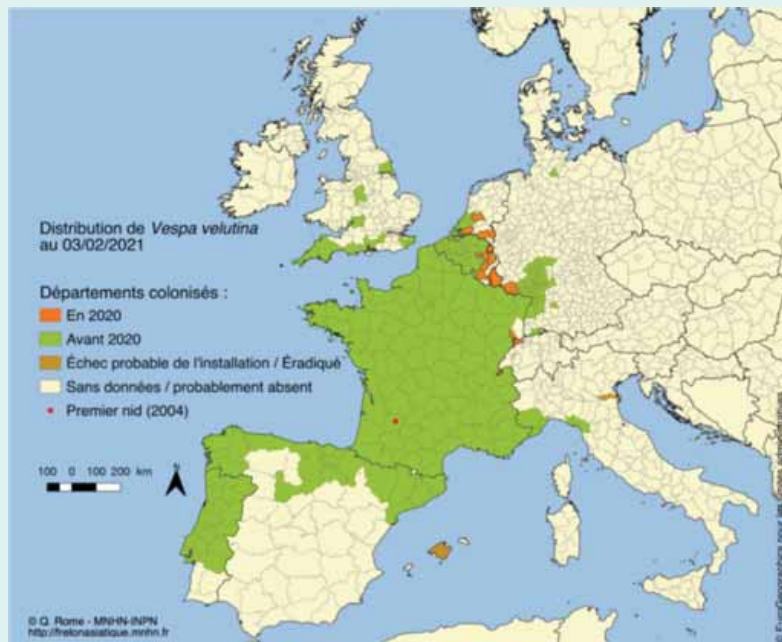 Distribution de Vespa velutina
au 03/02/2021
Départements colonisés :
En 2020
Avant 2020
Échec probable de l'installation / Éradiqué
Sans données / probablement absent
Premier nid (2004)
100 0 100 200 km
N
© Q. Rome - MNHN-INPN
http://frelonasiatique.mnhn.fr